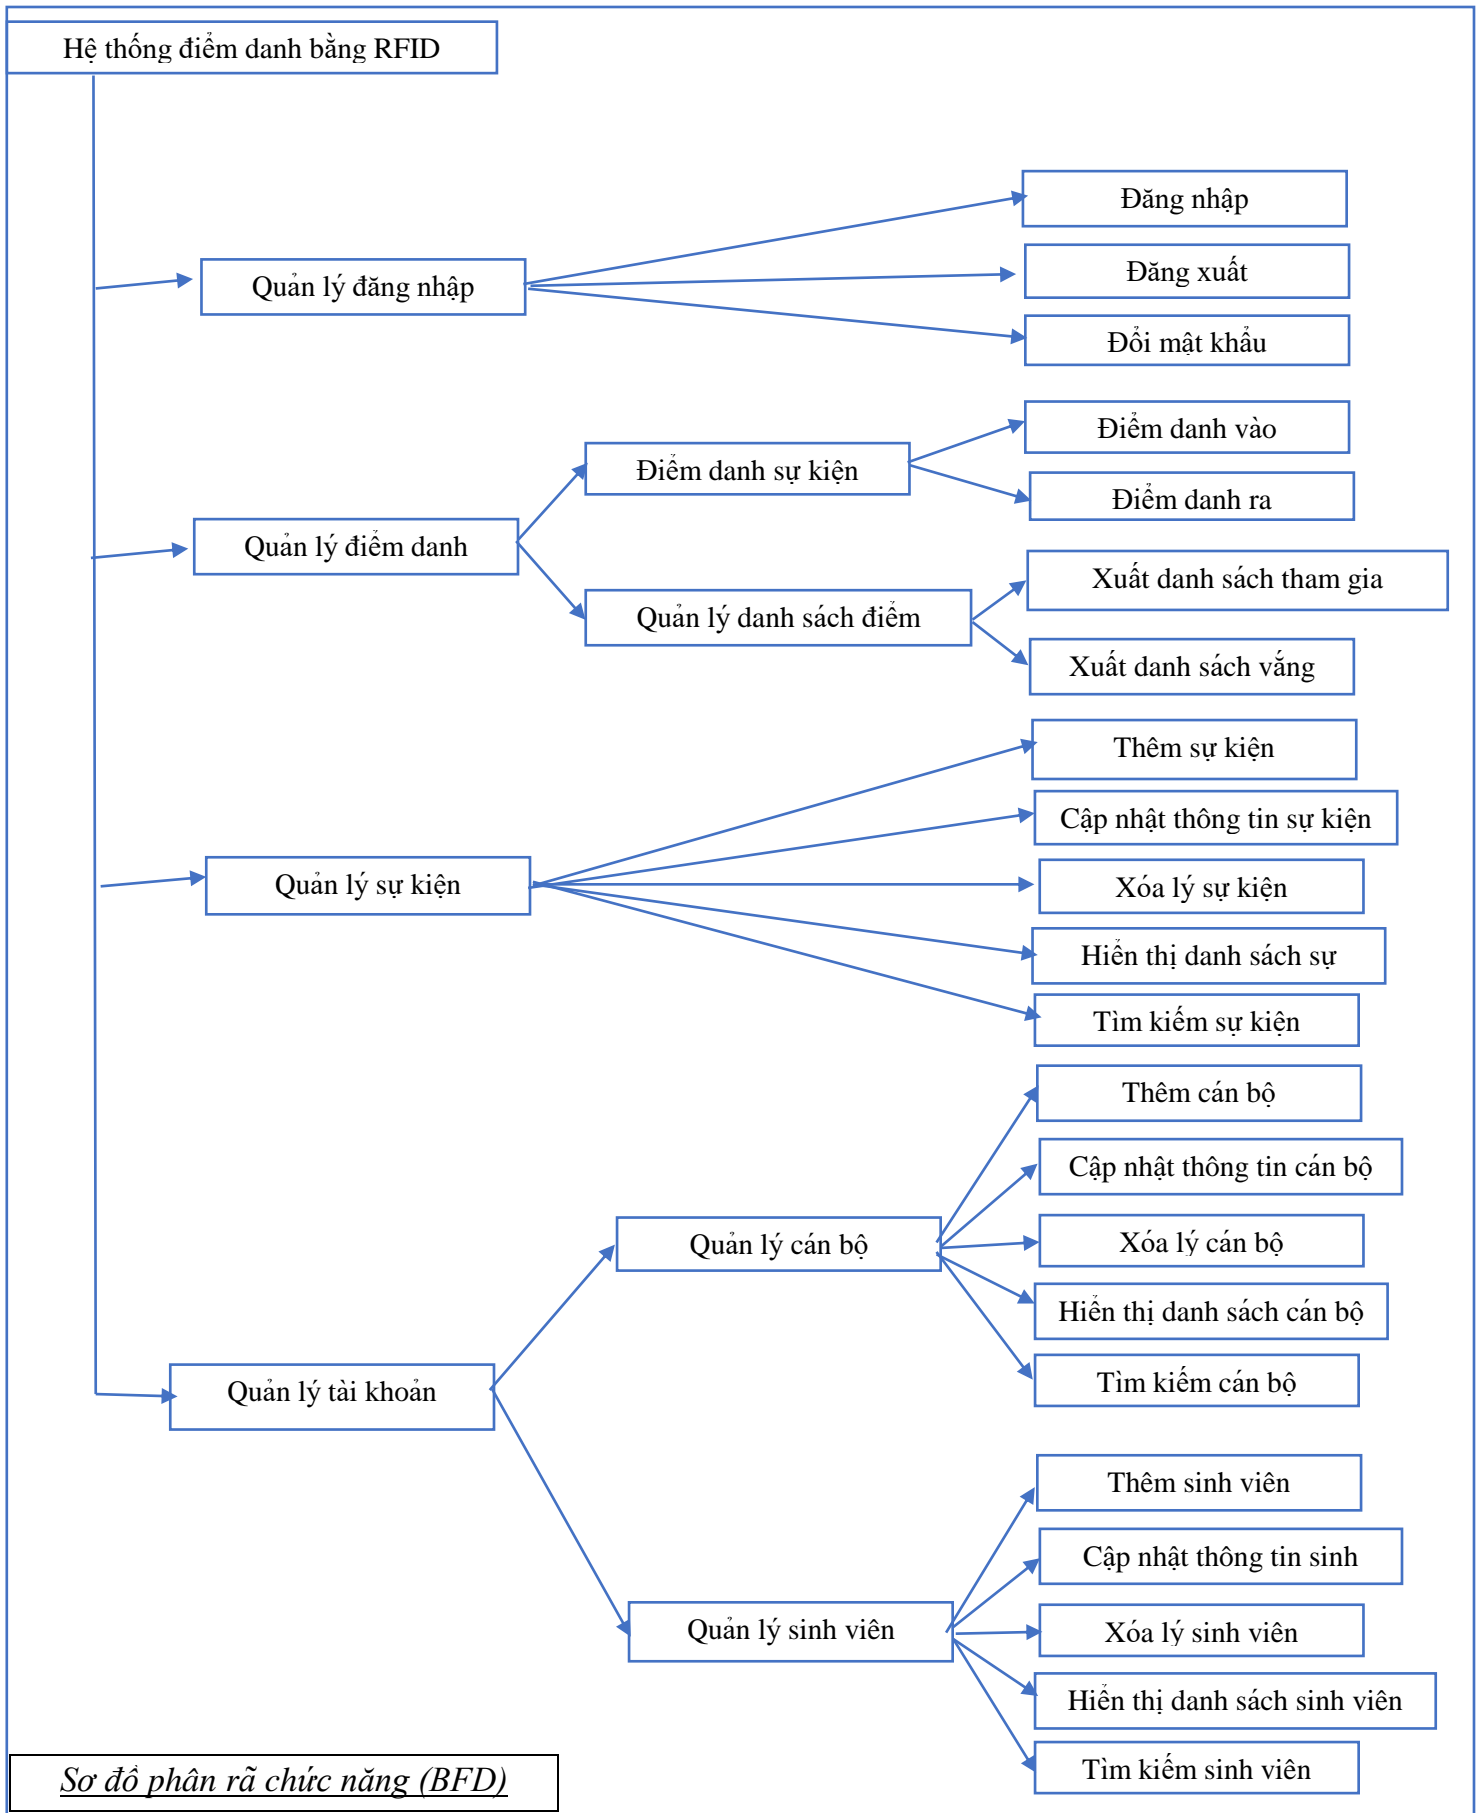 Hệ thống điểm danh bằng RFID
Quản lý đăng nhập
Đăng nhập
Đăng xuất
Đổi mật khẩu
Quản lý điểm danh
Điểm danh sự kiện
Điểm danh vào
Điểm danh ra
Quản lý danh sách điểm
Xuất danh sách tham gia
Xuất danh sách vắng
Quản lý sự kiện
Thêm sự kiện
Cập nhật thông tin sự kiện
Xóa lý sự kiện
Hiển thị danh sách sự
Tìm kiếm sự kiện
Quản lý tài khoản
Quản lý cán bộ
Thêm cán bộ
Cập nhật thông tin cán bộ
Xóa lý cán bộ
Hiển thị danh sách cán bộ
Tìm kiếm cán bộ
Quản lý sinh viên
Thêm sinh viên
Cập nhật thông tin sinh
Xóa lý sinh viên
Hiển thị danh sách sinh viên
Tìm kiếm sinh viên
Sơ đồ phân rã chức năng (BFD)